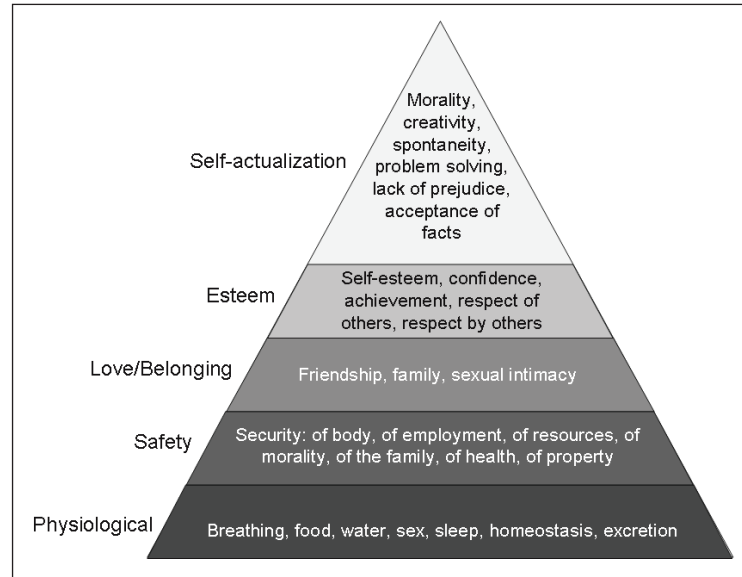 Self-actualization
Morality,
creativity,
spontaneity,
problem solving,
lack of prejudice,
acceptance of
facts
Esteem
Self-esteem, confidence,
achievement, respect of
others, respect by others
Love/Belonging
Friendship, family, sexual intimacy
Safety
Security: of body, of employment, of resources, of
morality, of the family, of health, of property
Physiological
Breathing, food, water, sex, sleep, homeostasis, excretion